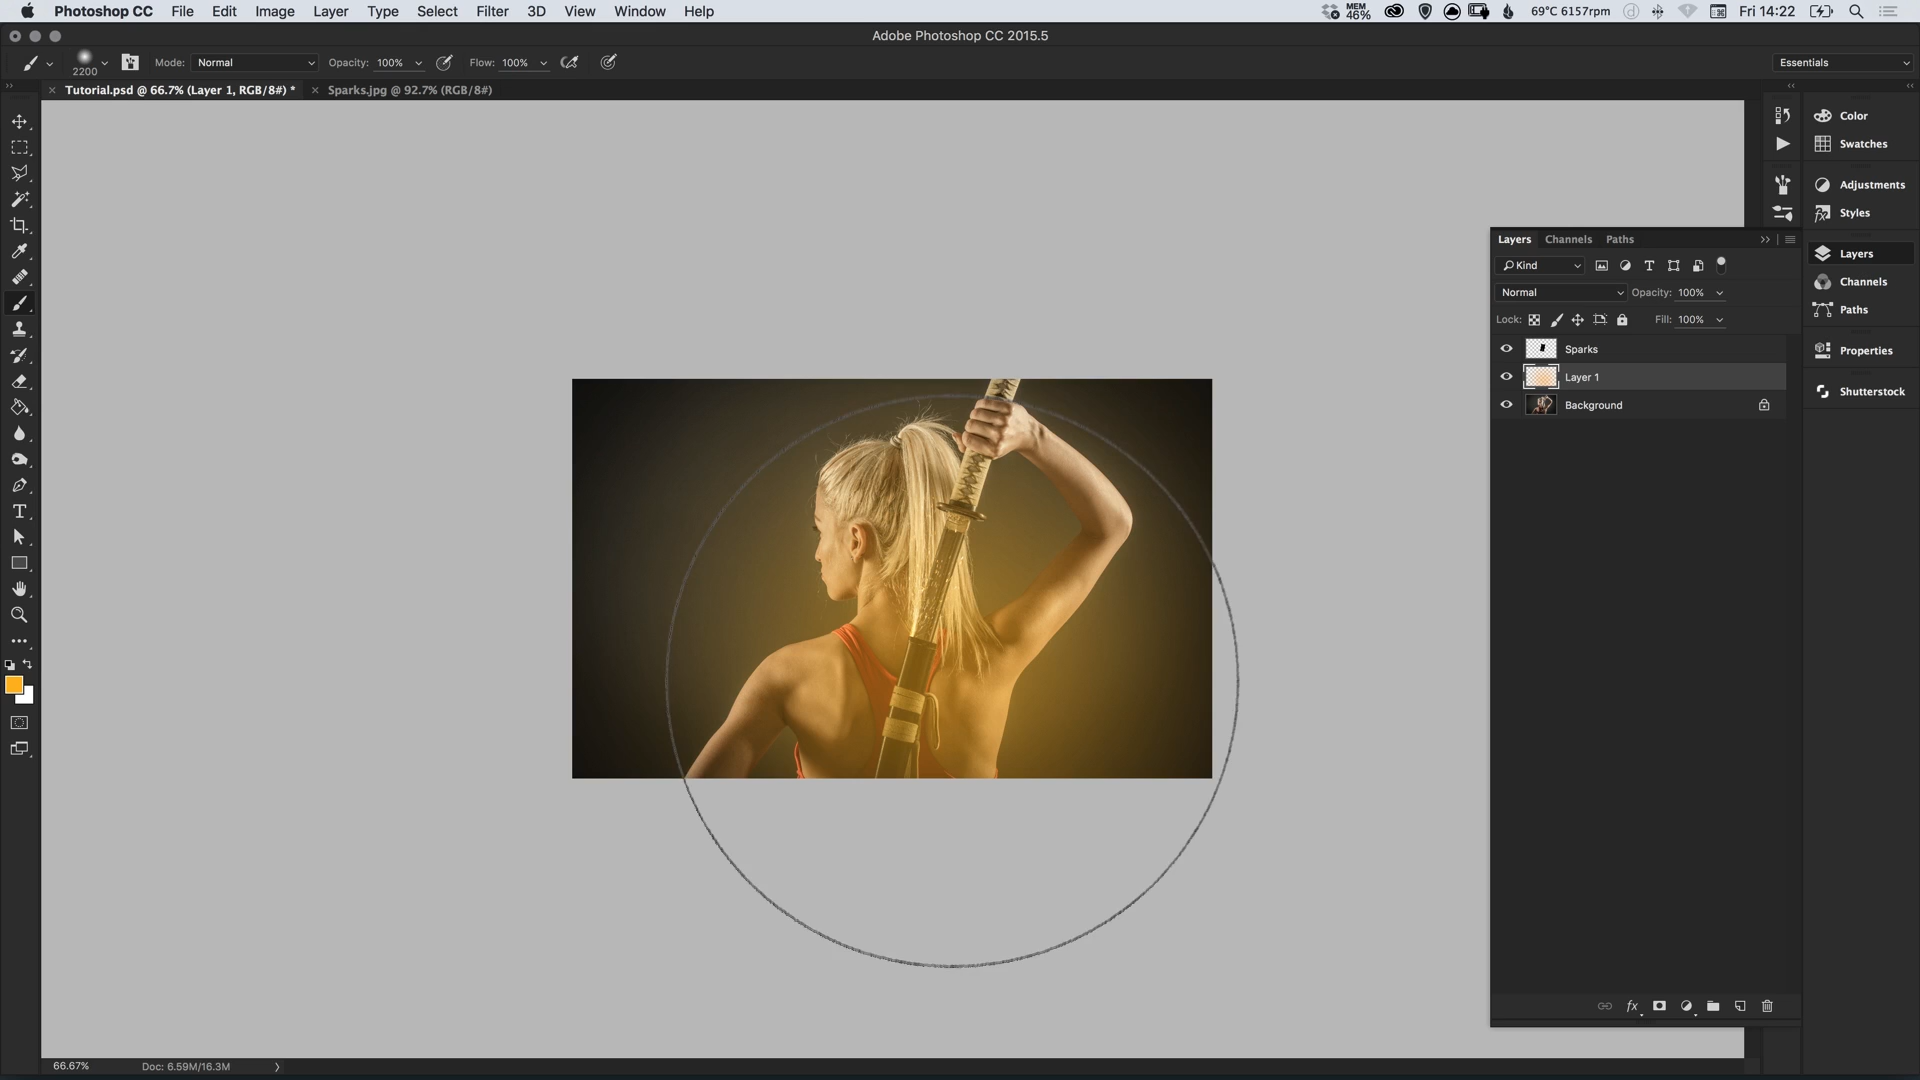 Photoshop CC File Edit Image Layer Type Select Filter 3D View Window Help MEM 46% 69°C 6157rpm Fri 14:22
Adobe Photoshop CC 2015.5
2200 Mode: Normal Opacity: 100% Flow: 100% Essentials
Tutorial.psd @ 66.7% (Layer 1, RGB/8#) * Sparks.jpg @ 92.7% (RGB/8#)
Color
Swatches
Adjustments
Styles
Layers
Channels
Paths
Properties
Shutterstock
Layers Channels Paths
Kind
Normal Opacity: 100%
Lock: Fill: 100%
Sparks
Layer 1
Background
fx
66.67% Doc: 6.59M/16.3M